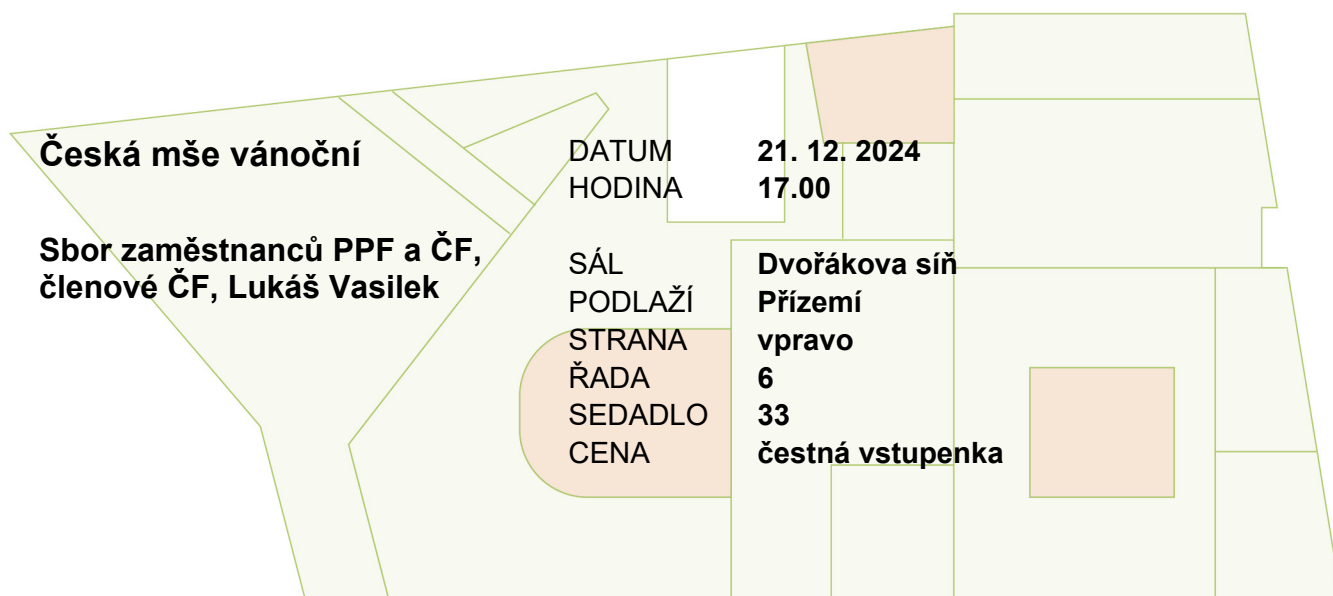 Česká mše vánoční
Sbor zaměstnanců PPF a ČF,
členové ČF, Lukáš Vasilek
DATUM 21. 12. 2024
HODINA 17.00
SÁL Dvořákova síň
PODLAŽÍ Přízemí
STRANA vpravo
ŘADA 6
SEDADLO 33
CENA čestná vstupenka